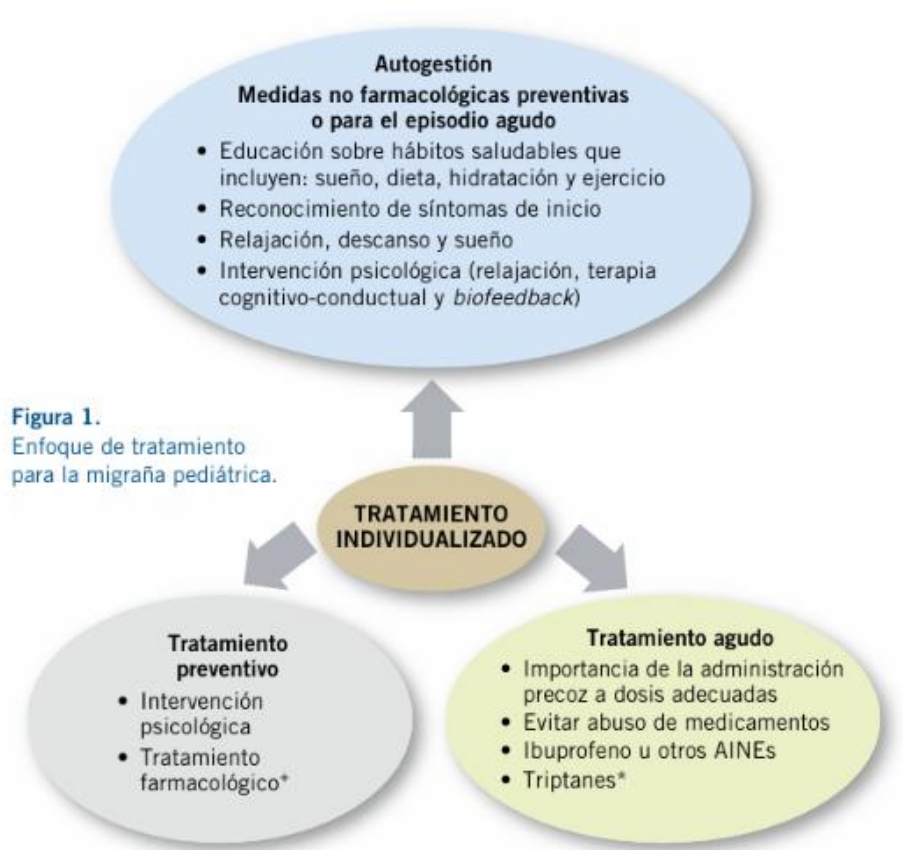 Autogestión
Medidas no farmacológicas preventivas
o para el episodio agudo
• Educación sobre hábitos saludables que
incluyen: sueño, dieta, hidratación y ejercicio
• Reconocimiento de síntomas de inicio
• Relajación, descanso y sueño
• Intervención psicológica (relajación, terapia
cognitivo-conductual y biofeedback)
Figura 1.
Enfoque de tratamiento
para la migraña pediátrica.
TRATAMIENTO
INDIVIDUALIZADO
Tratamiento
preventivo
• Intervención
psicológica
• Tratamiento
farmacológico*
Tratamiento agudo
• Importancia de la administración
precoz a dosis adecuadas
• Evitar abuso de medicamentos
• Ibuprofeno u otros AINEs
• Triptanes*